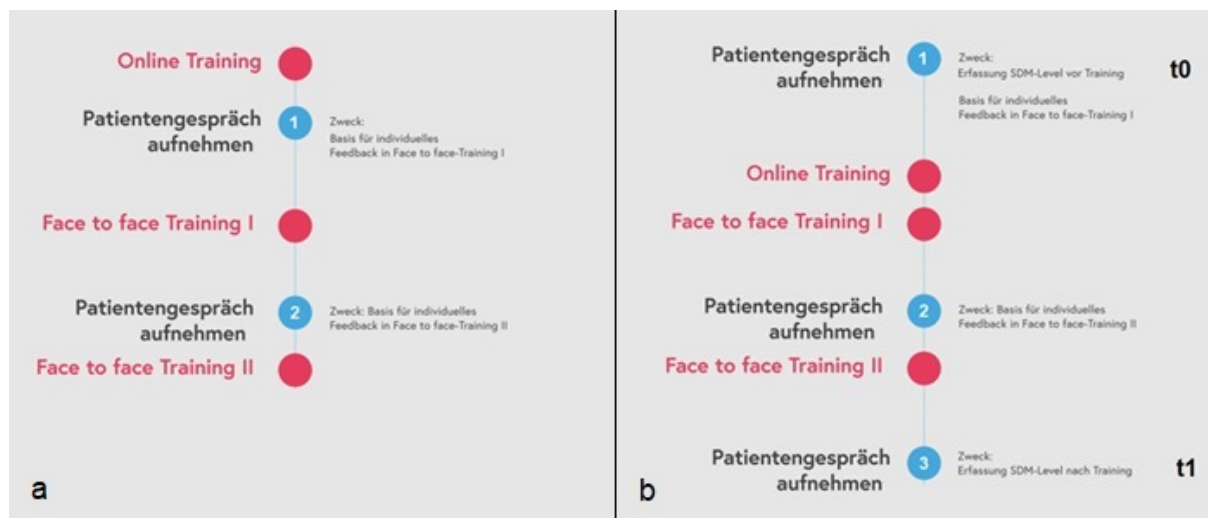 Online Training
1
Patientengespräch
aufnehmen
Zweck:
Basis für individuelles
Feedback in Face to face-Training I
Face to face Training I
2
Patientengespräch
aufnehmen
Zweck: Basis für individuelles
Feedback in Face to face-Training II
Face to face Training II
a
Patientengespräch
aufnehmen
1
Zweck:
Erfassung SDM-Level vor Training
Basis für individuelles
Feedback in Face to face-Training I
t0
Online Training
Face to face Training I
Patientengespräch
aufnehmen
2
Zweck: Basis für individuelles
Feedback in Face to face-Training II
Face to face Training II
Patientengespräch
aufnehmen
3
Zweck:
Erfassung SDM-Level nach Training
t1
b